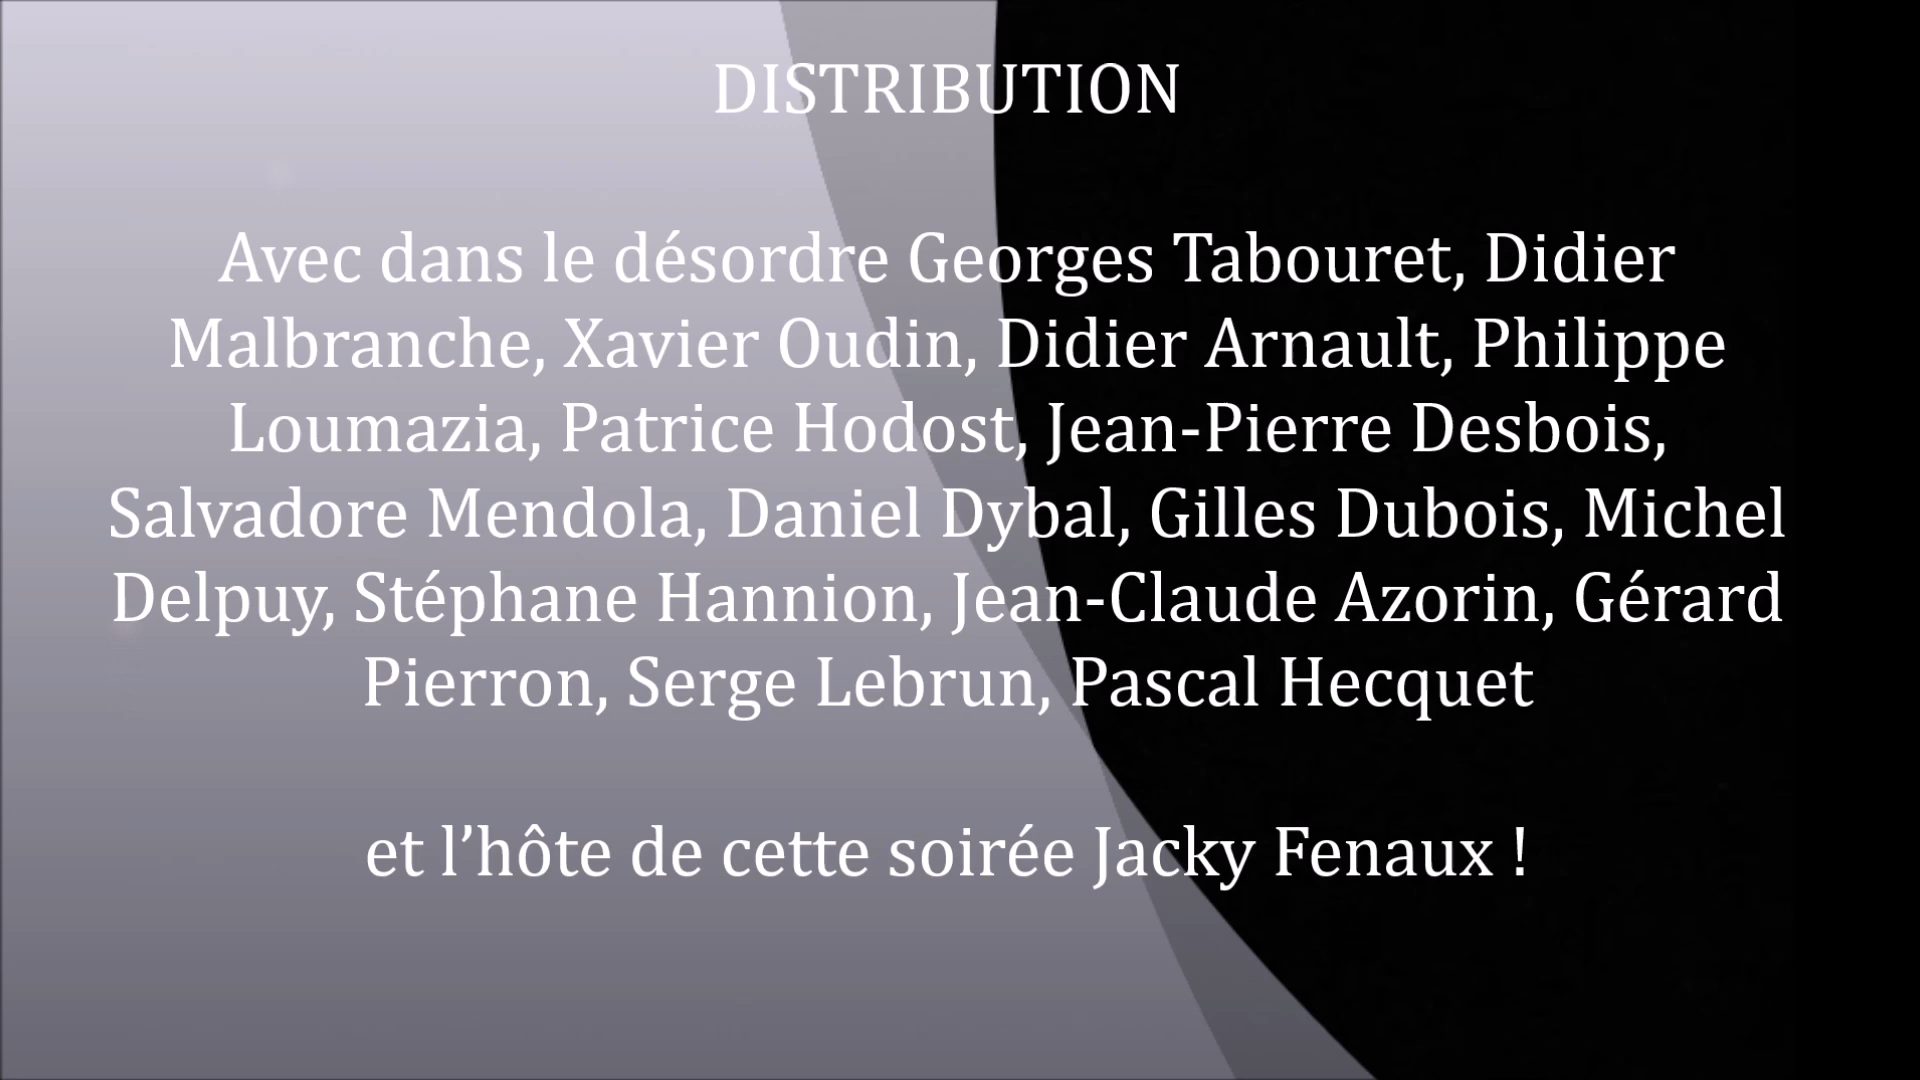 DISTRIBUTION
Avec dans le désordre Georges Tabouret, Didier
Malbranche, Xavier Oudin, Didier Arnault, Philippe
Loumazia, Patrice Hodost, Jean-Pierre Desbois,
Salvadore Mendola, Daniel Dybal, Gilles Dubois, Michel
Delpuy, Stéphane Hannion, Jean-Claude Azorin, Gérard
Pierron, Serge Lebrun, Pascal Hecquet
et l’hôte de cette soirée Jacky Fenaux !